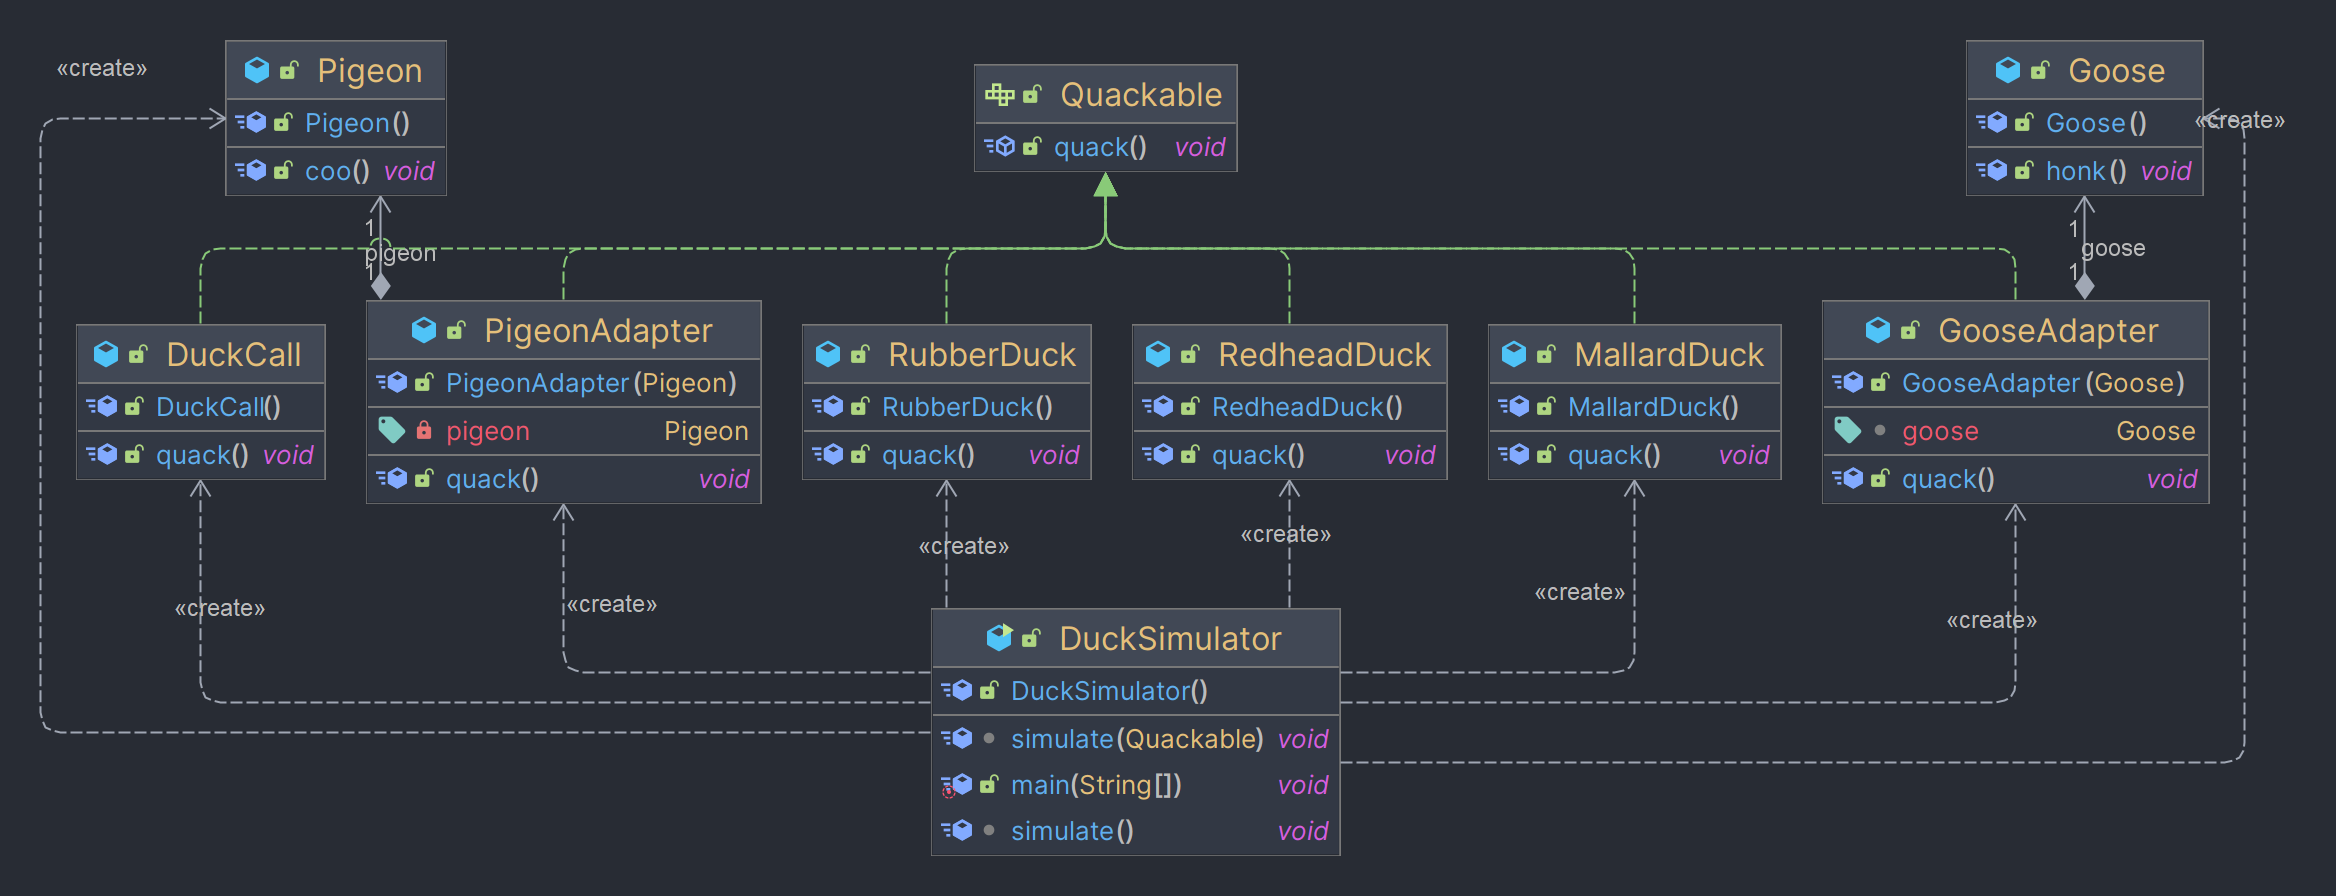 «create»
Pigeon
Pigeon()
coo() void
Quackable
quack() void
Goose
Goose()
honk() void
«create»
1
pigeon
1
1
goose
1
DuckCall
DuckCall()
quack() void
PigeonAdapter
PigeonAdapter(Pigeon)
pigeon Pigeon
quack() void
RubberDuck
RubberDuck()
quack() void
RedheadDuck
RedheadDuck()
quack() void
MallardDuck
MallardDuck()
quack() void
GooseAdapter
GooseAdapter(Goose)
goose Goose
quack() void
«create»
«create»
«create»
«create»
«create»
«create»
DuckSimulator
DuckSimulator()
simulate(Quackable) void
main(String[]) void
simulate() void